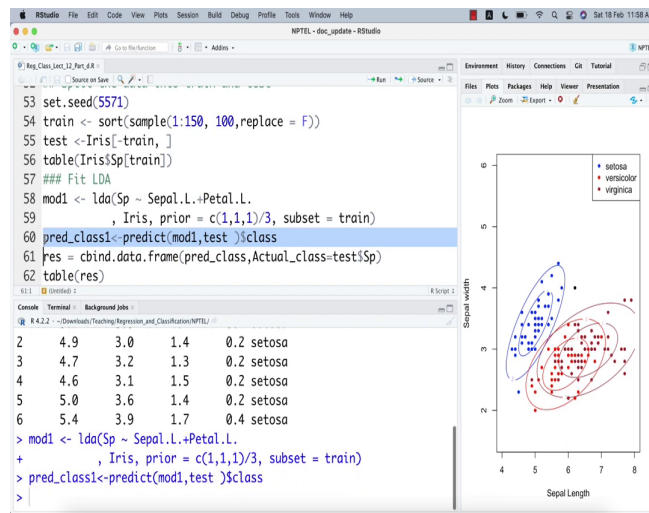 RStudio File Edit Code View Plots Session Build Debug Profile Tools Window Help
Sat 18 Feb 11:58 A
NPTEL - doc_update - RStudio
Go to file/function
Addins
NPTE
Reg_Class_Lect_12_Part_d.R
Source on Save
Run
Source
53 set.seed(5571)
54 train <- sort(sample(1:150, 100,replace = F))
55 test <-Iris[-train, ]
56 table(Iris$Sp[train])
57 ### Fit LDA
58 mod1 <- lda(Sp ~ Sepal.L.+Petal.L.
59 , Iris, prior = c(1,1,1)/3, subset = train)
60 pred_class1<-predict(mod1,test )$class
61 res = cbind.data.frame(pred_class,Actual_class=test$Sp)
62 table(res)
61:1 (Untitled) R Script
Console Terminal Background Jobs
R 4.2.2 · ~/Downloads/Teaching/Regression_and_Classification/NPTEL/
2 4.9 3.0 1.4 0.2 setosa
3 4.7 3.2 1.3 0.2 setosa
4 4.6 3.1 1.5 0.2 setosa
5 5.0 3.6 1.4 0.2 setosa
6 5.4 3.9 1.7 0.4 setosa
> mod1 <- lda(Sp ~ Sepal.L.+Petal.L.
+ , Iris, prior = c(1,1,1)/3, subset = train)
> pred_class1<-predict(mod1,test )$class
>
Environment History Connections Git Tutorial
Files Plots Packages Help Viewer Presentation
Zoom Export
setosa
versicolor
virginica
6
5
4
3
2
Sepal width
4 5 6 7 8
Sepal Length